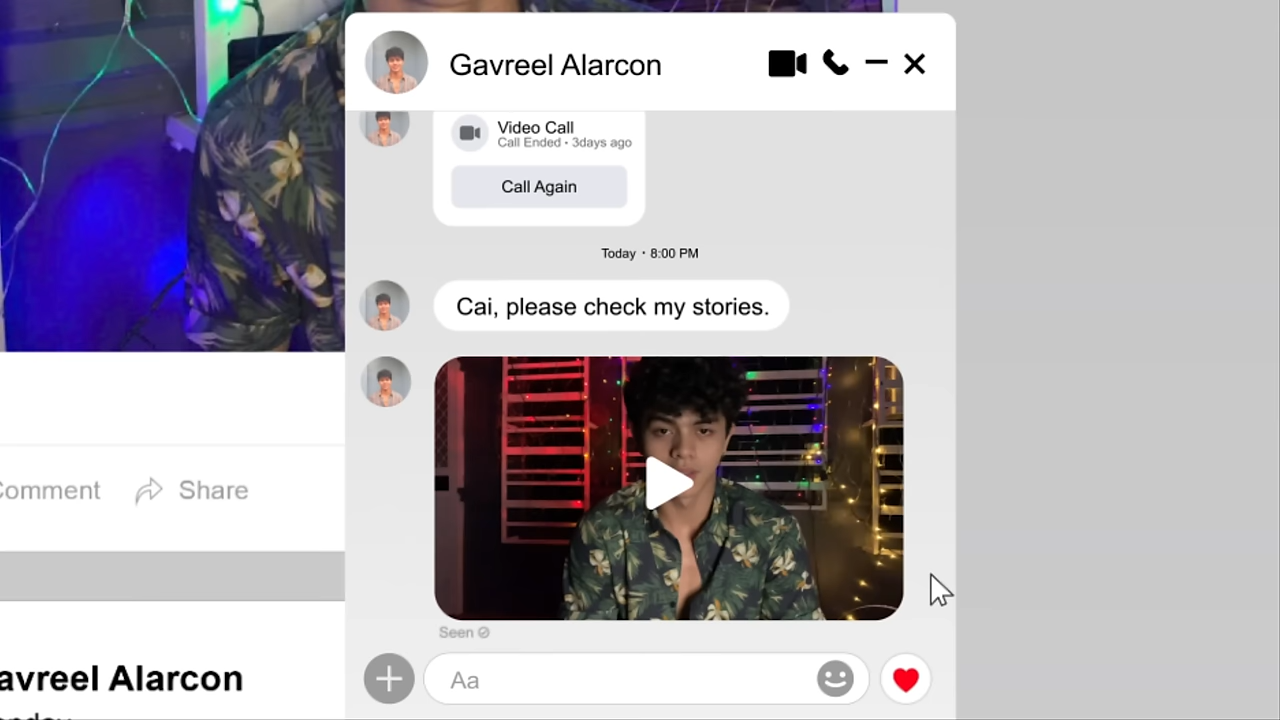 Gavreel Alarcon
Video Call
Call Ended • 3days ago
Call Again
Today • 8:00 PM
Cai, please check my stories.
Seen
Aa
Comment
Share
avreel Alarcon